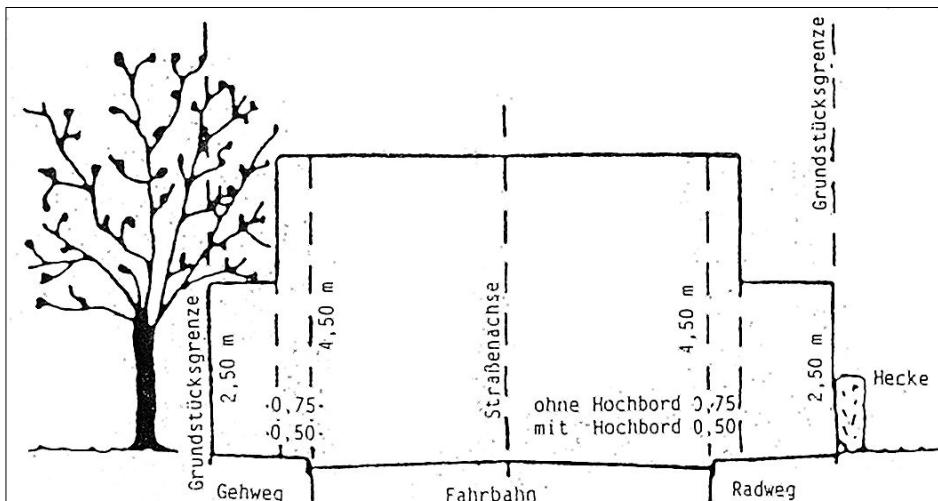 Grundstücksgrenze
Grundstücksgrenze
2,50 m
4,50 m
Straßenachse
4,50 m
2,50 m
Hecke
0,75
0,50
ohne Hochbord 0,75
mit Hochbord 0,50
Gehweg
Fahrbahn
Radweg